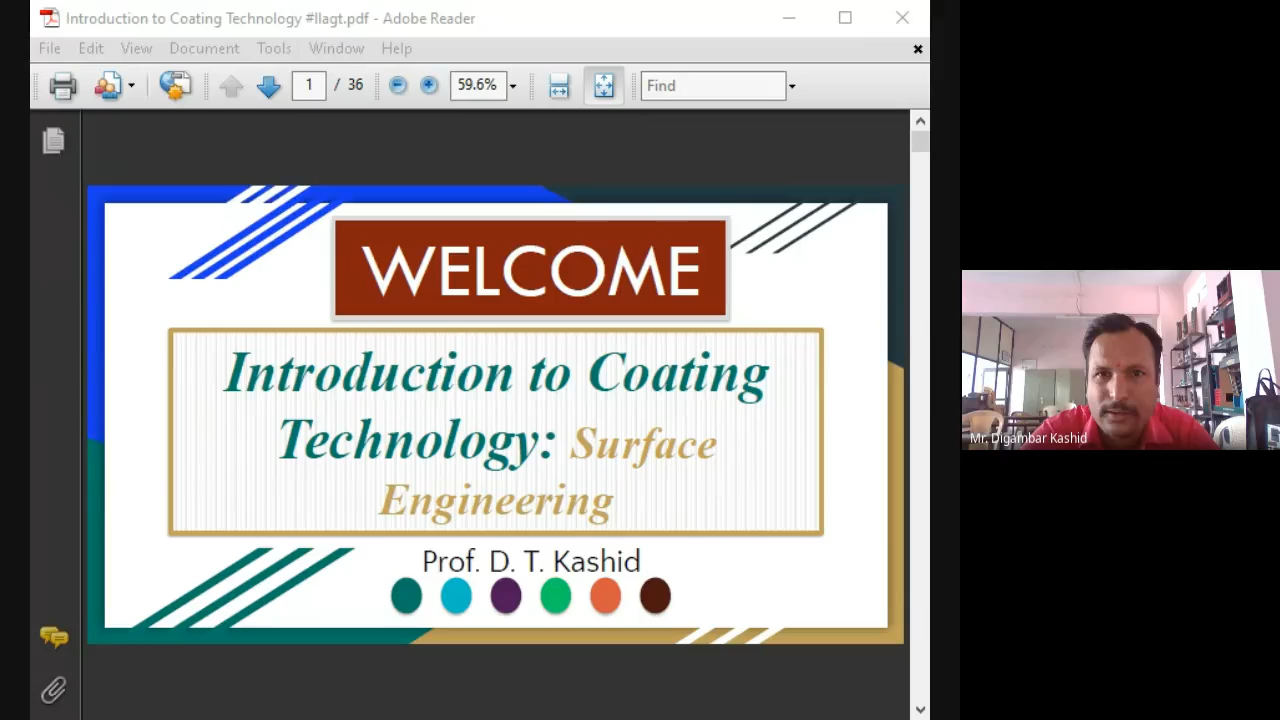 Introduction to Coating Technology #llagt.pdf - Adobe Reader
File Edit View Document Tools Window Help
1 / 36 59.6% Find
WELCOME
Introduction to Coating
Technology: Surface
Engineering
Prof. D. T. Kashid
Mr. Digambar Kashid